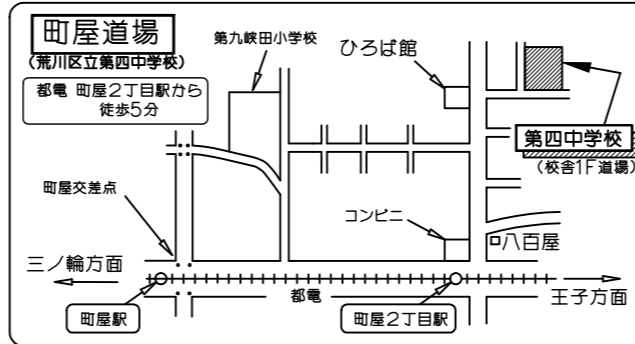 町屋道場
(荒川区立第四中学校)
都電 町屋2丁目駅から
徒歩5分
第九峡田小学校
ひろば館
第四中学校
(校舎1F道場)
町屋交差点
コンビニ
八百屋
三ノ輪方面
都電
王子方面
町屋駅
町屋2丁目駅